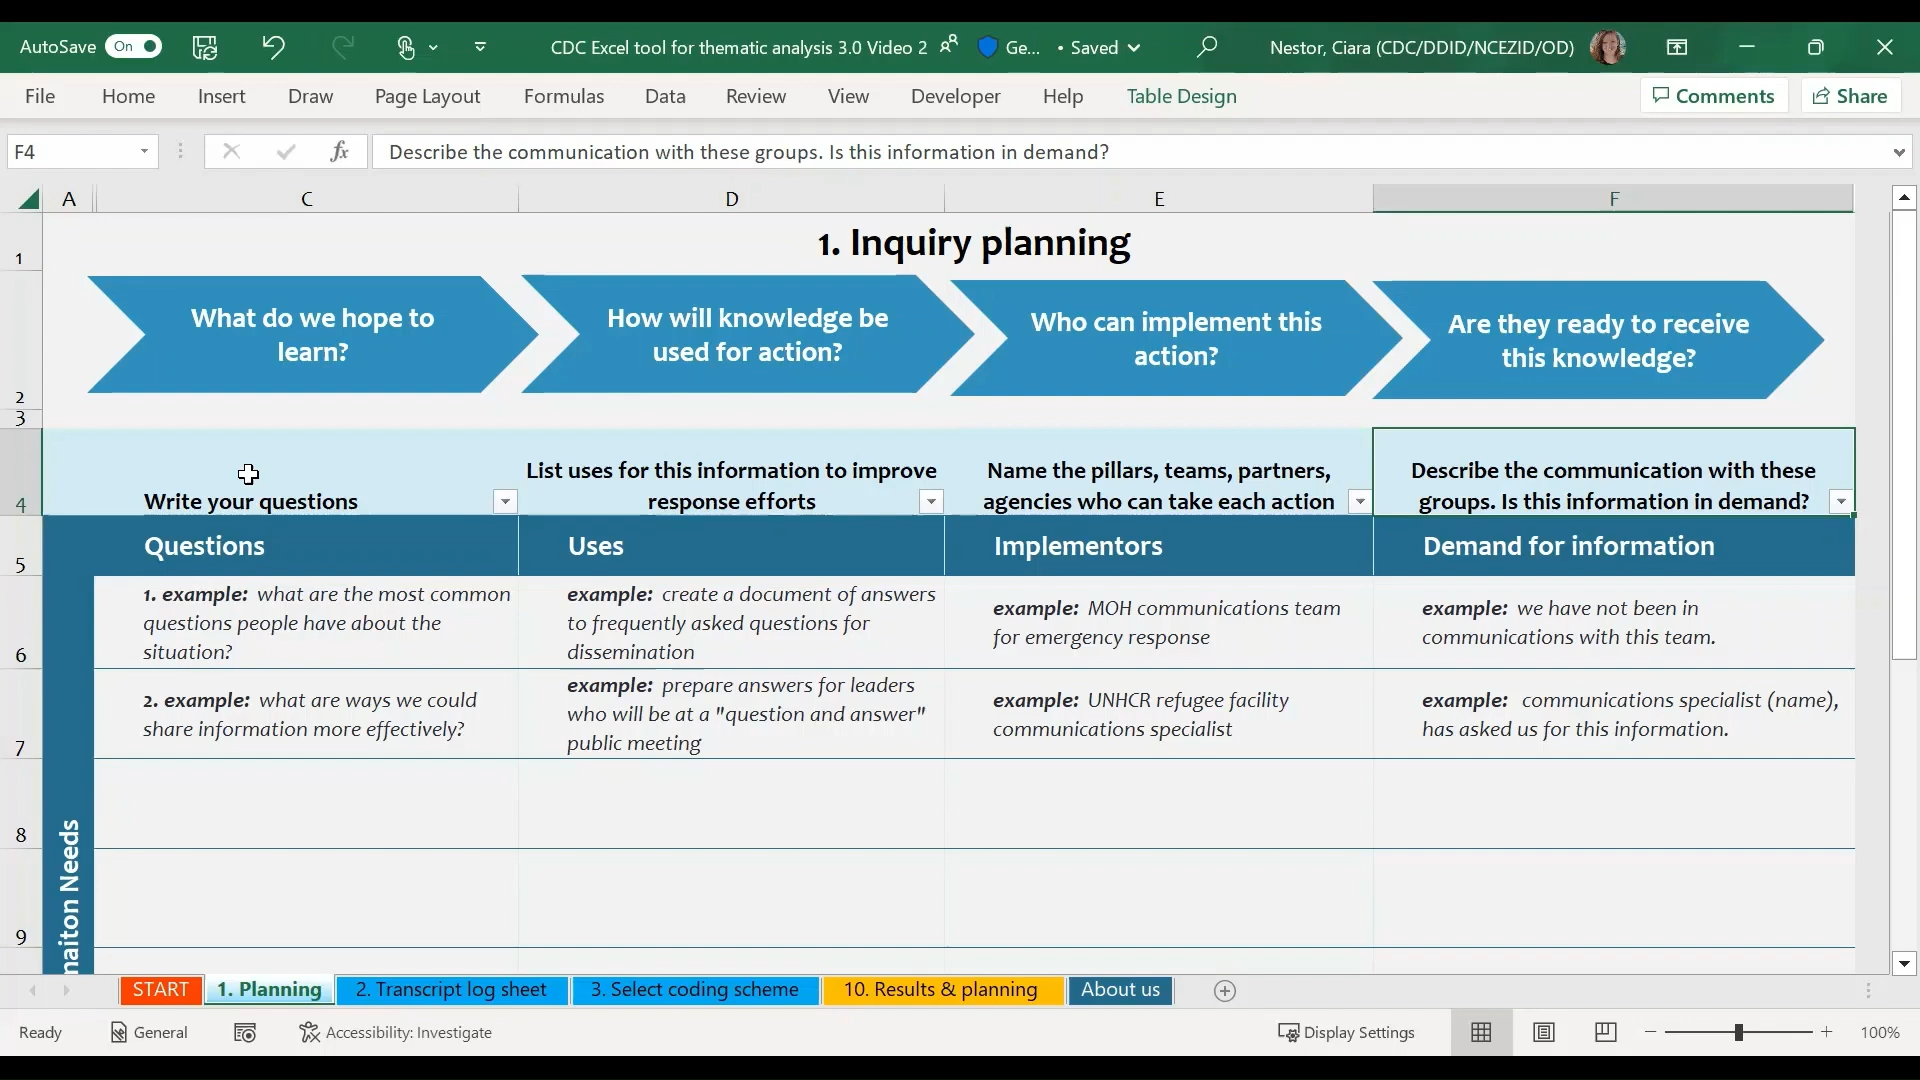 AutoSave On CDC Excel tool for thematic analysis 3.0 Video 2 Ge... • Saved Nestor, Ciara (CDC/DDID/NCEZID/OD)
File Home Insert Draw Page Layout Formulas Data Review View Developer Help Table Design Comments Share
F4 fx Describe the communication with these groups. Is this information in demand?
A C D E F
1
1. Inquiry planning
2
What do we hope to
learn?
How will knowledge be
used for action?
Who can implement this
action?
Are they ready to receive
this knowledge?
3
4
Write your questions
List uses for this information to improve
response efforts
Name the pillars, teams, partners,
agencies who can take each action
Describe the communication with these
groups. Is this information in demand?
5
Questions Uses Implementors Demand for information
6
1. example: what are the most common
questions people have about the
situation?
example: create a document of answers
to frequently asked questions for
dissemination
example: MOH communications team
for emergency response
example: we have not been in
communications with this team.
7
2. example: what are ways we could
share information more effectively?
example: prepare answers for leaders
who will be at a "question and answer"
public meeting
example: UNHCR refugee facility
communications specialist
example: communications specialist (name),
has asked us for this information.
8
9
maiton Needs
START 1. Planning 2. Transcript log sheet 3. Select coding scheme 10. Results & planning About us
Ready General Accessibility: Investigate Display Settings 100%